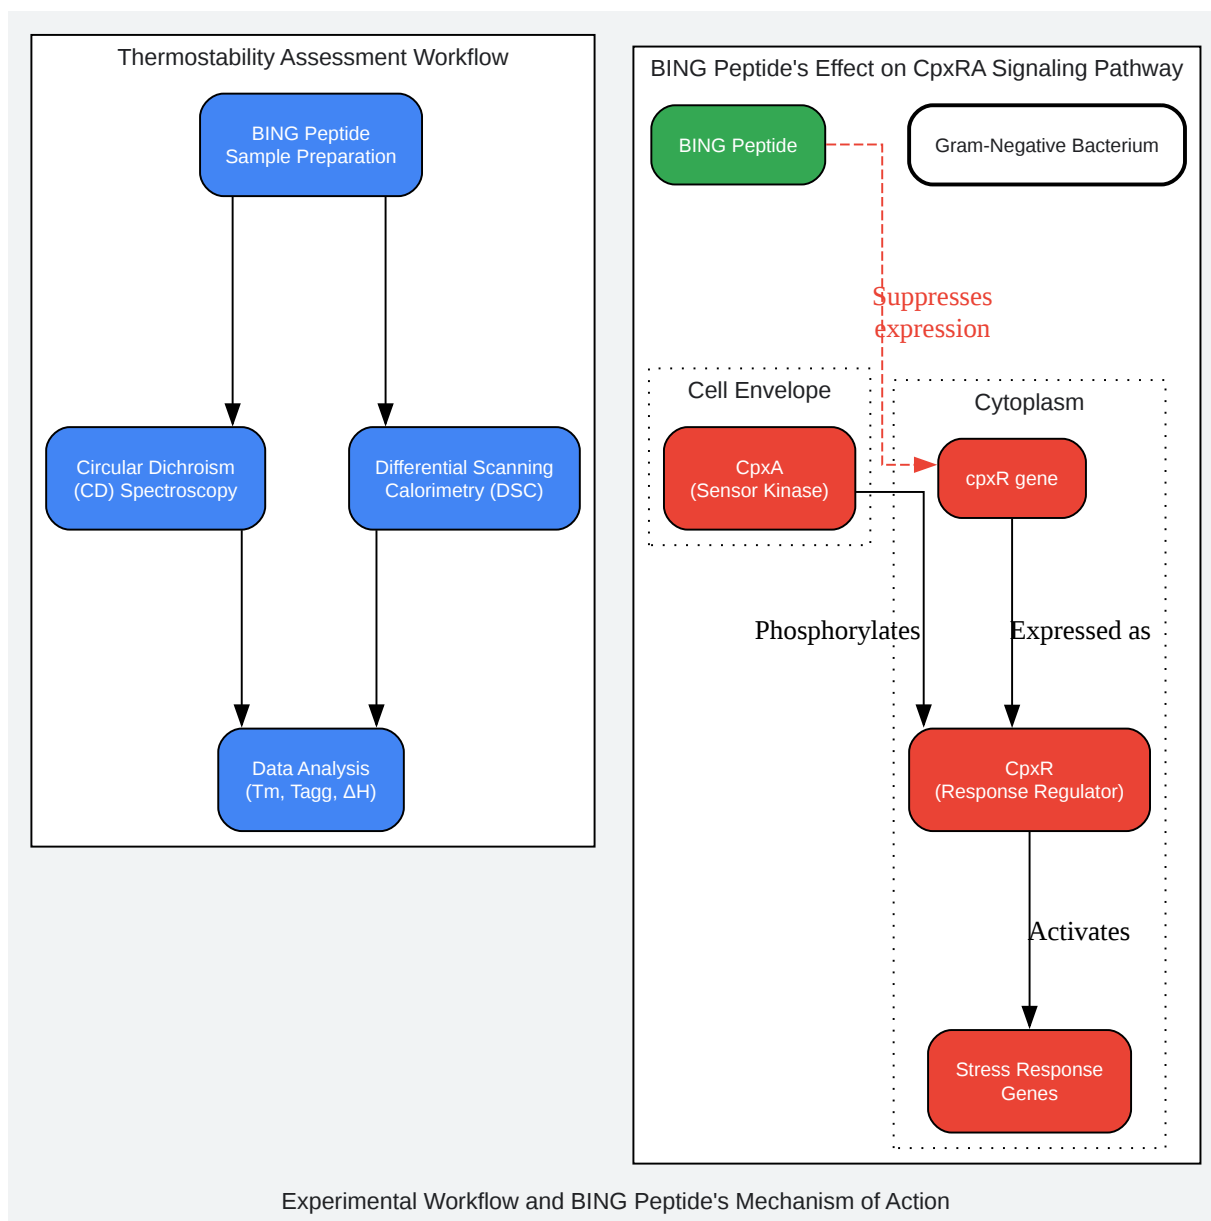 Thermostability Assessment Workflow
BING Peptide
Sample Preparation
Circular Dichroism
(CD) Spectroscopy
Differential Scanning
Calorimetry (DSC)
Data Analysis
(Tm, Tagg, ΔH)
BING Peptide's Effect on CpxRA Signaling Pathway
BING Peptide
Gram-Negative Bacterium
Suppresses
expression
Cell Envelope
CpxA
(Sensor Kinase)
Cytoplasm
cpxR gene
Phosphorylates
Expressed as
CpxR
(Response Regulator)
Activates
Stress Response
Genes
Experimental Workflow and BING Peptide's Mechanism of Action